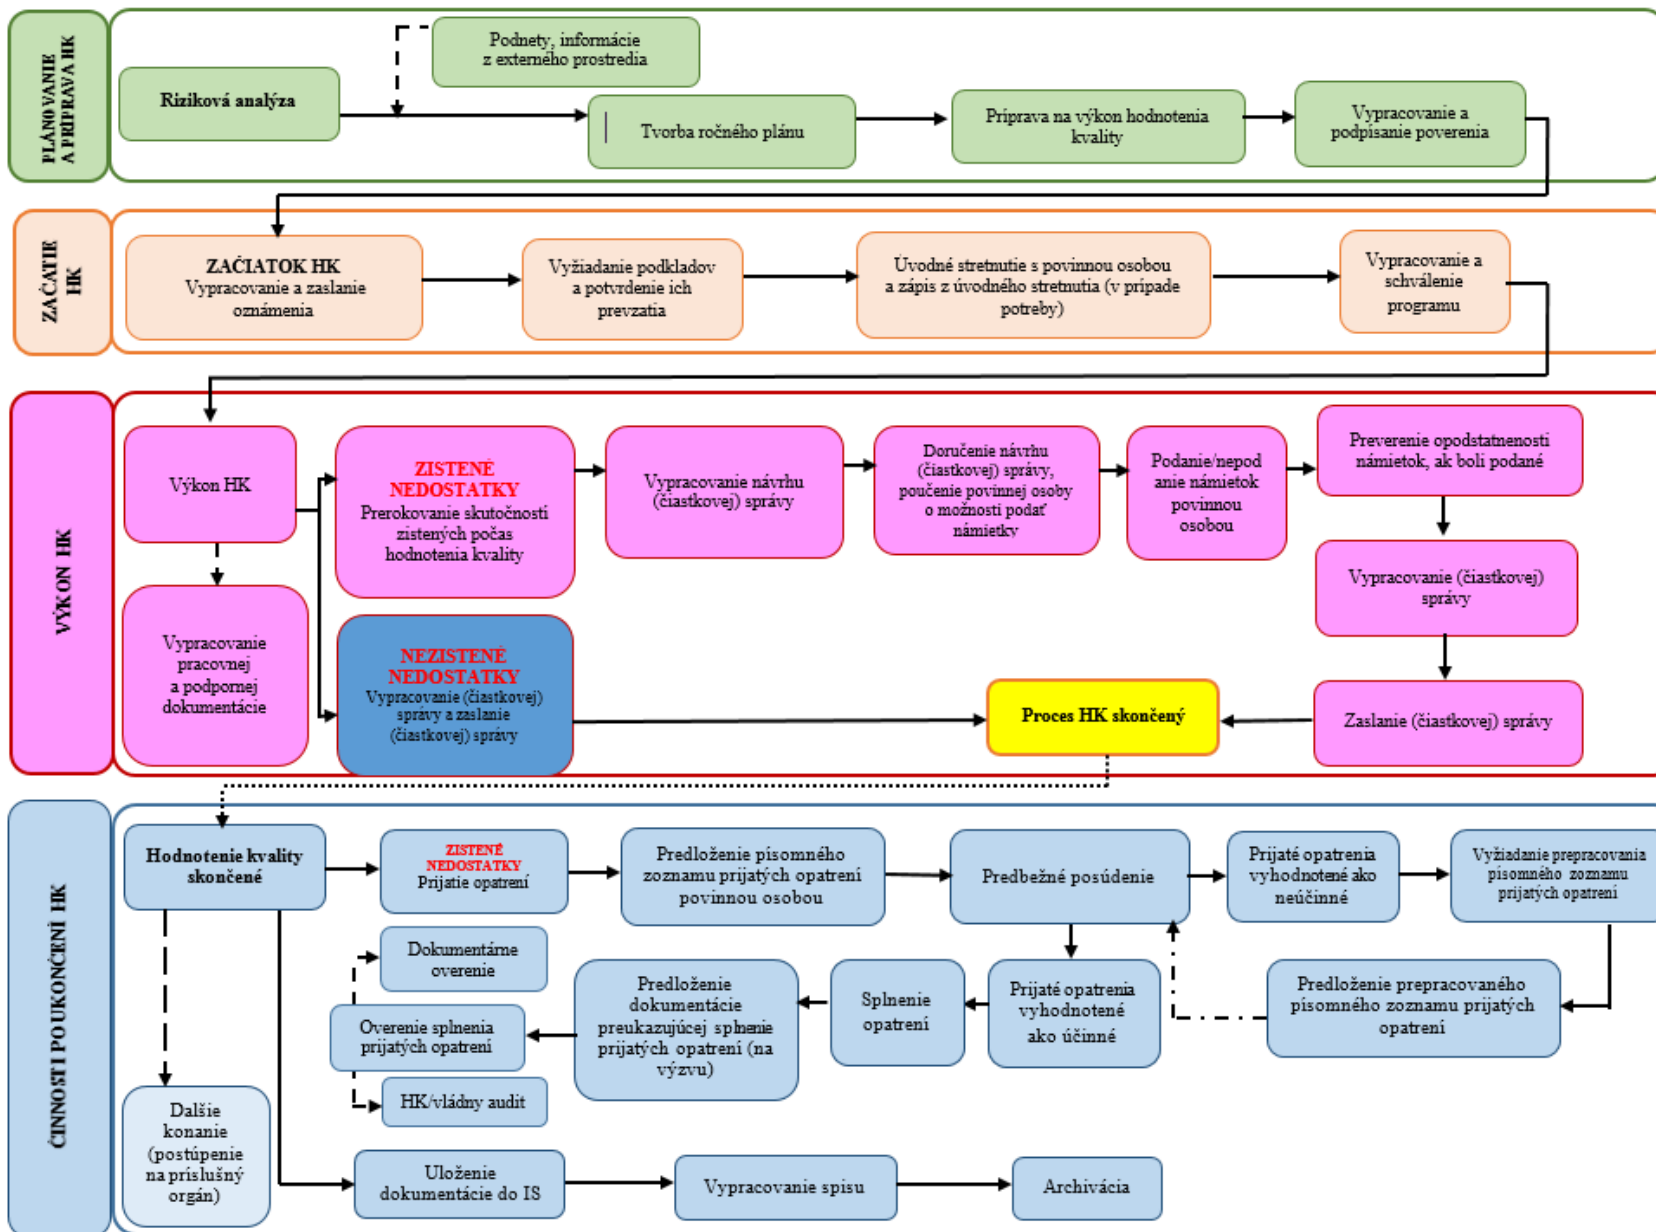 PLÁNOVANIE
A PRÍPRAVA HK
Podnety, informácie
z externého prostredia
Riziková analýza
Tvorba ročného plánu
Príprava na výkon hodnotenia
kvality
Vypracovanie a
podpísanie poverenia
ZAČATIE
HK
ZAČIATOK HK
Vypracovanie a zaslanie
oznámenia
Vyžiadanie podkladov
a potvrdenie ich
prevzatia
Úvodné stretnutie s povinnou osobou
a zápis z úvodného stretnutia (v prípade
potreby)
Vypracovanie a
schválenie
programu
VÝKON HK
Výkon HK
ZISTENÉ
NEDOSTATKY
Prerokovanie skutočností
zistených počas
hodnotenia kvality
Vypracovanie návrhu
(čiastkovej) správy
Doručenie návrhu
(čiastkovej) správy,
poučenie povinnej osoby
o možnosti podať
námietky
Podanie/nepod
anie námietok
povinnou
osobou
Preverenie opodstatnenosti
námietok, ak boli podané
Vypracovanie (čiastkovej)
správy
Vypracovanie
pracovnej
a podpornej
dokumentácie
NEZISTENÉ
NEDOSTATKY
Vypracovanie (čiastkovej)
správy a zaslanie
(čiastkovej) správy
Proces HK skončený
Zaslanie (čiastkovej) správy
ČINNOSTI POUKONČENÍ HK
Hodnotenie kvality
skončené
ZISTENÉ
NEDOSTATKY
Prijatie opatrení
Predloženie písomného
zoznamu prijatých opatrení
povinnou osobou
Predbežné posúdenie
Prijaté opatrenia
vyhodnotené ako
neúčinné
Vyžiadanie prepracovania
písomného zoznamu
prijatých opatrení
Dokumentárne
overenie
Overenie splnenia
prijatých opatrení
HK/vládny audit
Predloženie
dokumentácie
preukazujúcej splnenie
prijatých opatrení (na
výzvu)
Splnenie
opatrení
Prijaté opatrenia
vyhodnotené
ako účinné
Predloženie prepracovaného
písomného zoznamu prijatých
opatrení
Ďalšie
konanie
(postúpenie
na príslušný
orgán)
Uloženie
dokumentácie do IS
Vypracovanie spisu
Archivácia